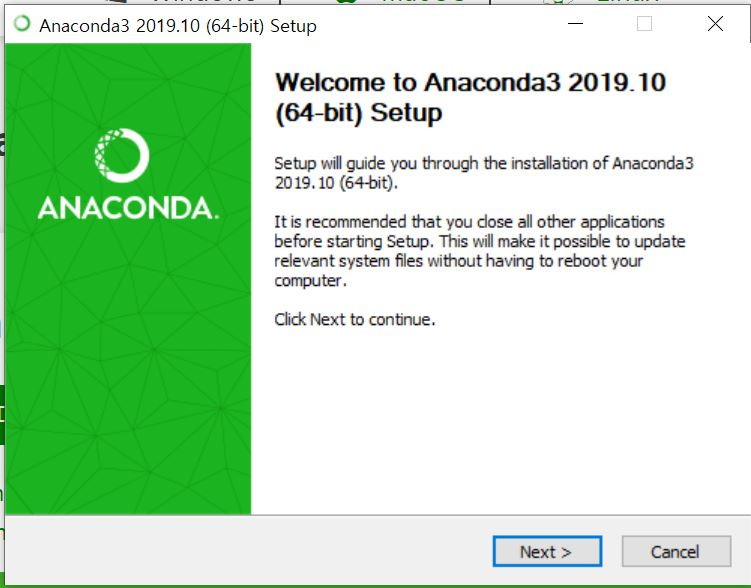 Anaconda3 2019.10 (64-bit) Setup
ANACONDA.
Welcome to Anaconda3 2019.10
(64-bit) Setup
Setup will guide you through the installation of Anaconda3
2019.10 (64-bit).
It is recommended that you close all other applications
before starting Setup. This will make it possible to update
relevant system files without having to reboot your
computer.
Click Next to continue.
Next >
Cancel